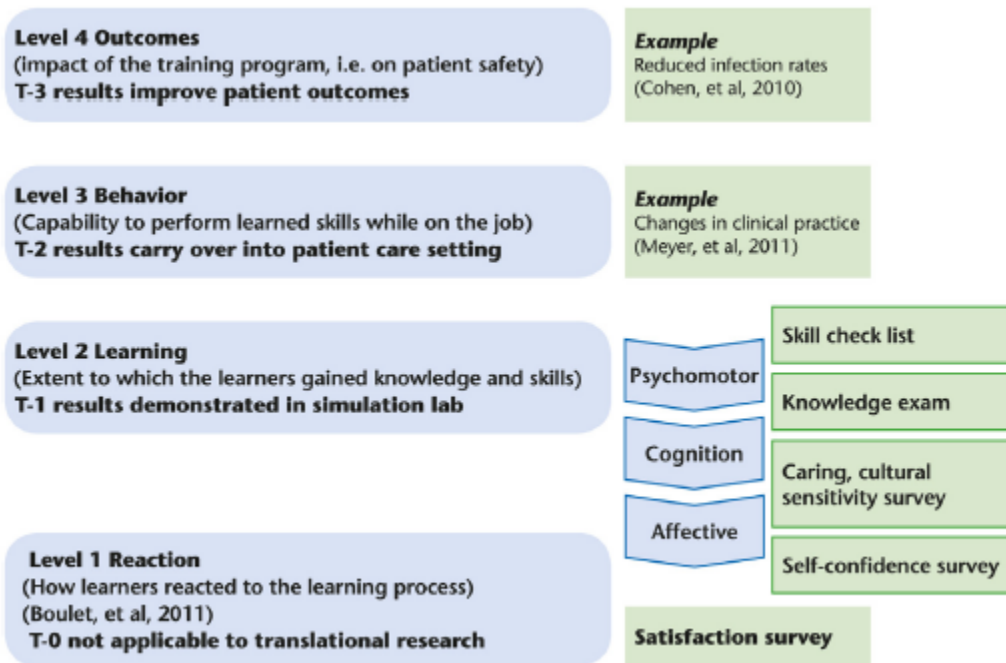 Level 4 Outcomes
(impact of the training program, i.e. on patient safety)
T-3 results improve patient outcomes
Example
Reduced infection rates
(Cohen, et al, 2010)
Level 3 Behavior
(Capability to perform learned skills while on the job)
T-2 results carry over into patient care setting
Example
Changes in clinical practice
(Meyer, et al, 2011)
Level 2 Learning
(Extent to which the learners gained knowledge and skills)
T-1 results demonstrated in simulation lab
Psychomotor
Cognition
Affective
Skill check list
Knowledge exam
Caring, cultural
sensitivity survey
Self-confidence survey
Level 1 Reaction
(How learners reacted to the learning process)
(Boulet, et al, 2011)
T-0 not applicable to translational research
Satisfaction survey